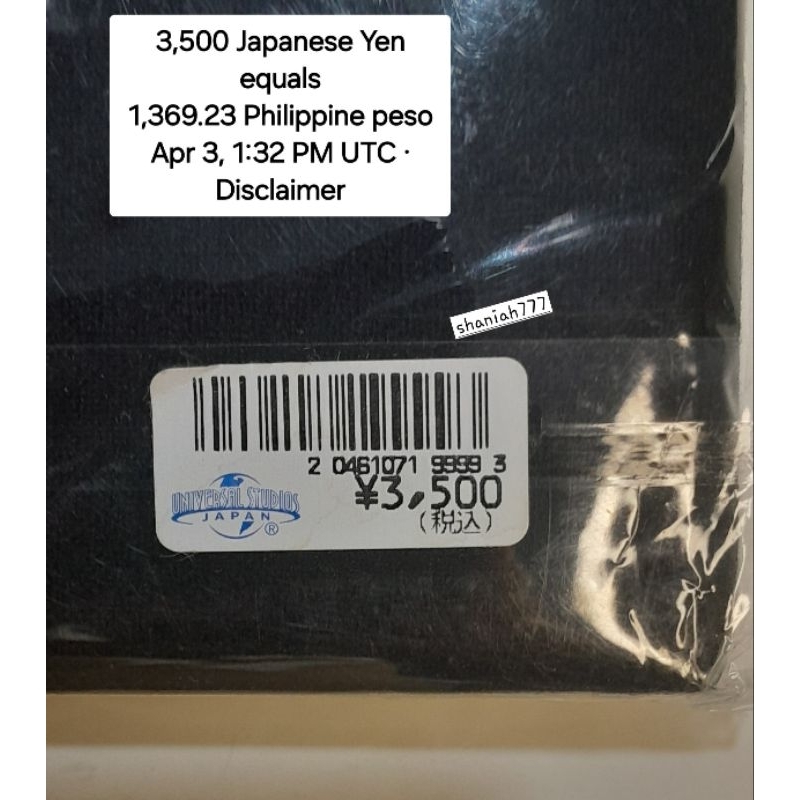 3,500 Japanese Yen
equals
1,369.23 Philippine peso
Apr 3, 1:32 PM UTC ·
Disclaimer
shaniah777
2 0461071 9999 3
UNIVERSAL STUDIOS
JAPAN ®
¥3,500
(税込)